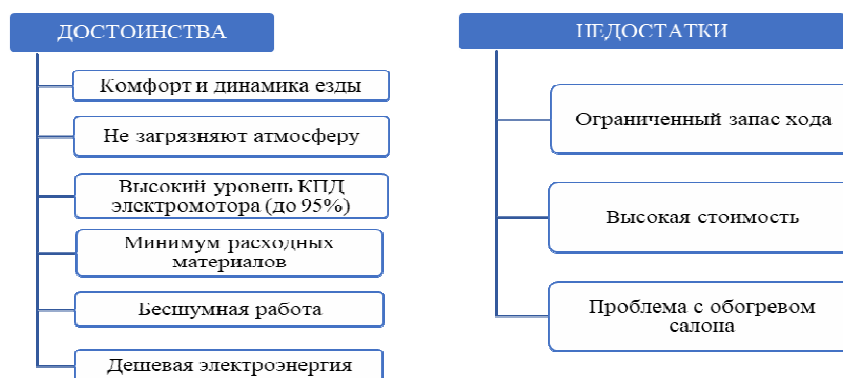 ДОСТОИНСТВА
Комфорт и динамика езды
Не загрязняют атмосферу
Высокий уровень КПД
электромотора (до 95%)
Минимум расходных
материалов
Бесшумная работа
Дешевая электроэнергия
НЕДОСТАТКИ
Ограниченный запас хода
Высокая стоимость
Проблема с обогревом
салона